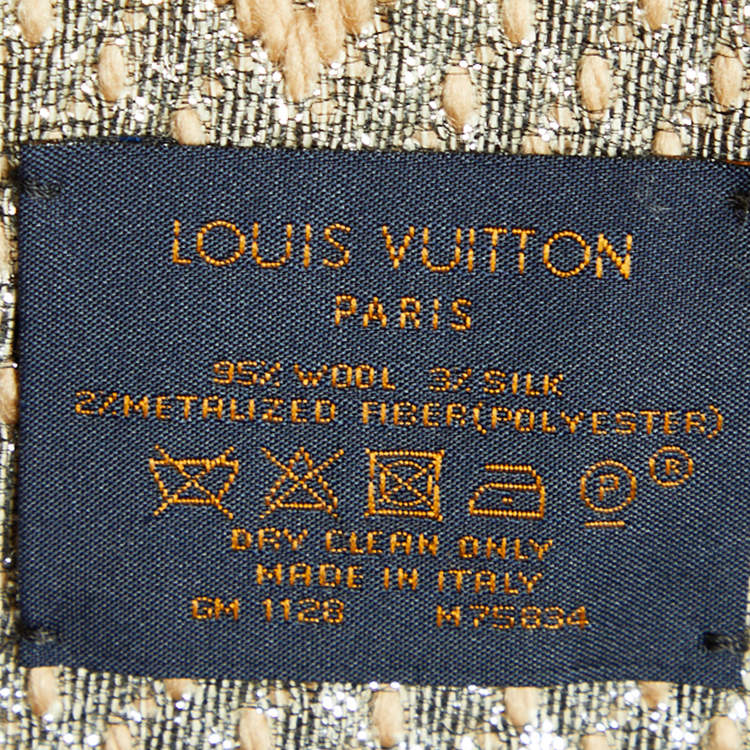 LOUIS VUITTON
PARIS
95% WOOL 3% SILK
2%METALIZED FIBER(POLYESTER)
P ®
DRY CLEAN ONLY
MADE IN ITALY
GM 1128 M75834